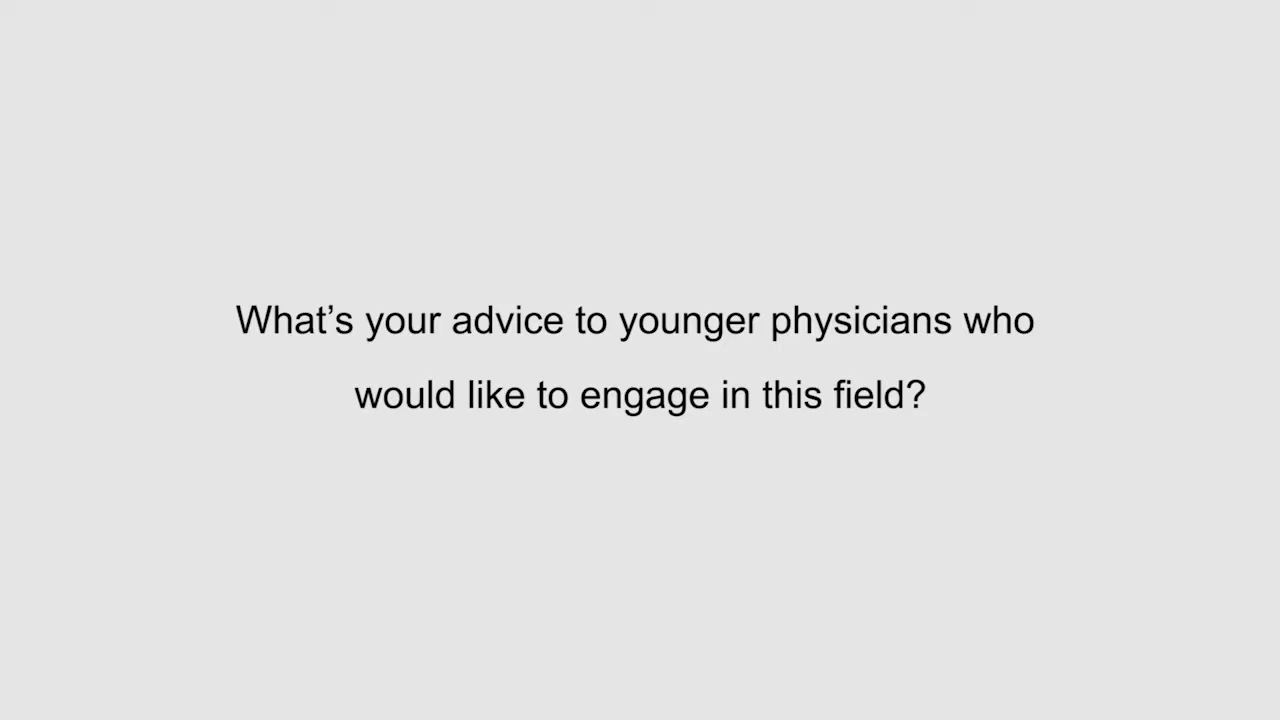 What’s your advice to younger physicians who
would like to engage in this field?